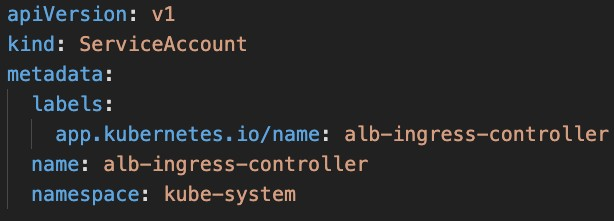 apiVersion: v1
kind: ServiceAccount
metadata:
  labels:
    app.kubernetes.io/name: alb-ingress-controller
  name: alb-ingress-controller
  namespace: kube-system